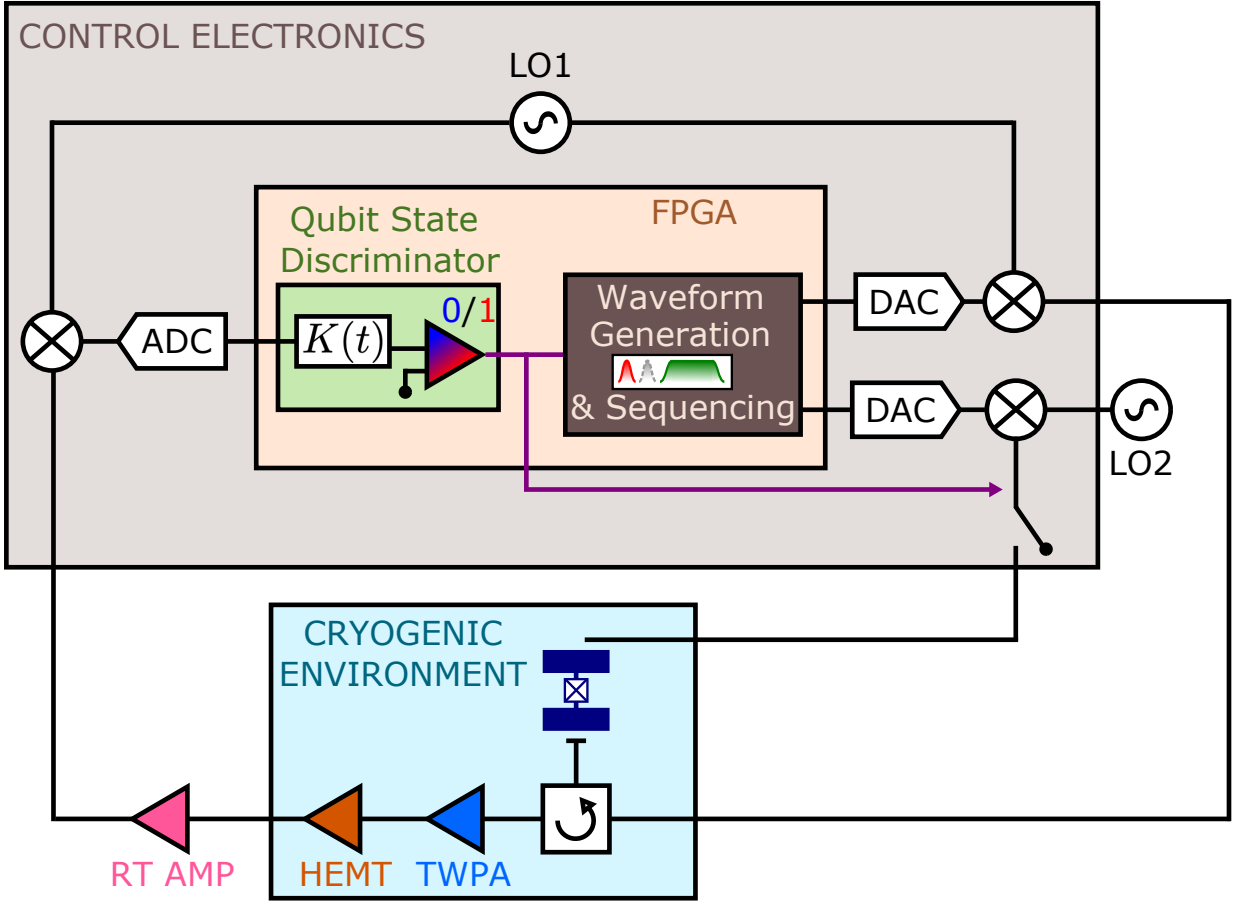 CONTROL ELECTRONICS
LO1
FPGA
Qubit State
Discriminator
0/1
K(t)
ADC
Waveform
Generation
& Sequencing
DAC
DAC
LO2
CRYOGENIC
ENVIRONMENT
RT AMP
HEMT
TWPA